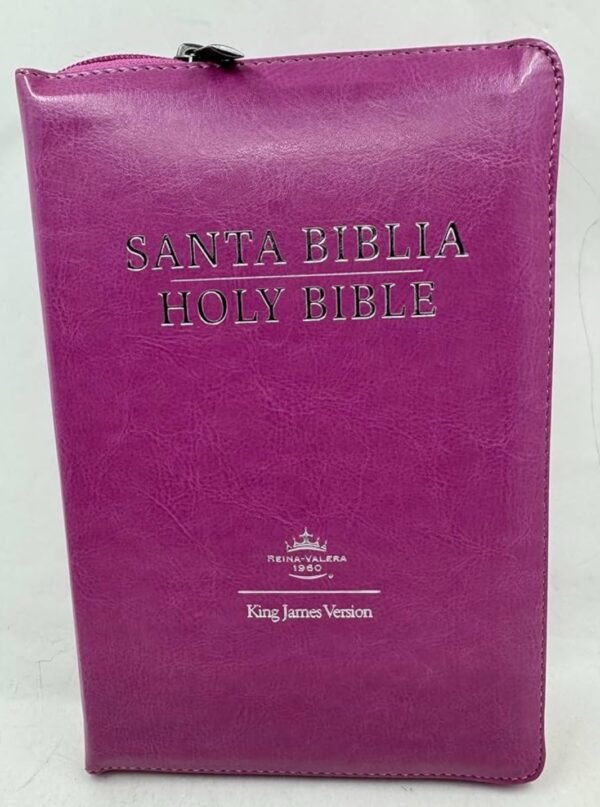 SANTA BIBLIA
HOLY BIBLE
REINA-VALERA
1960
King James Version